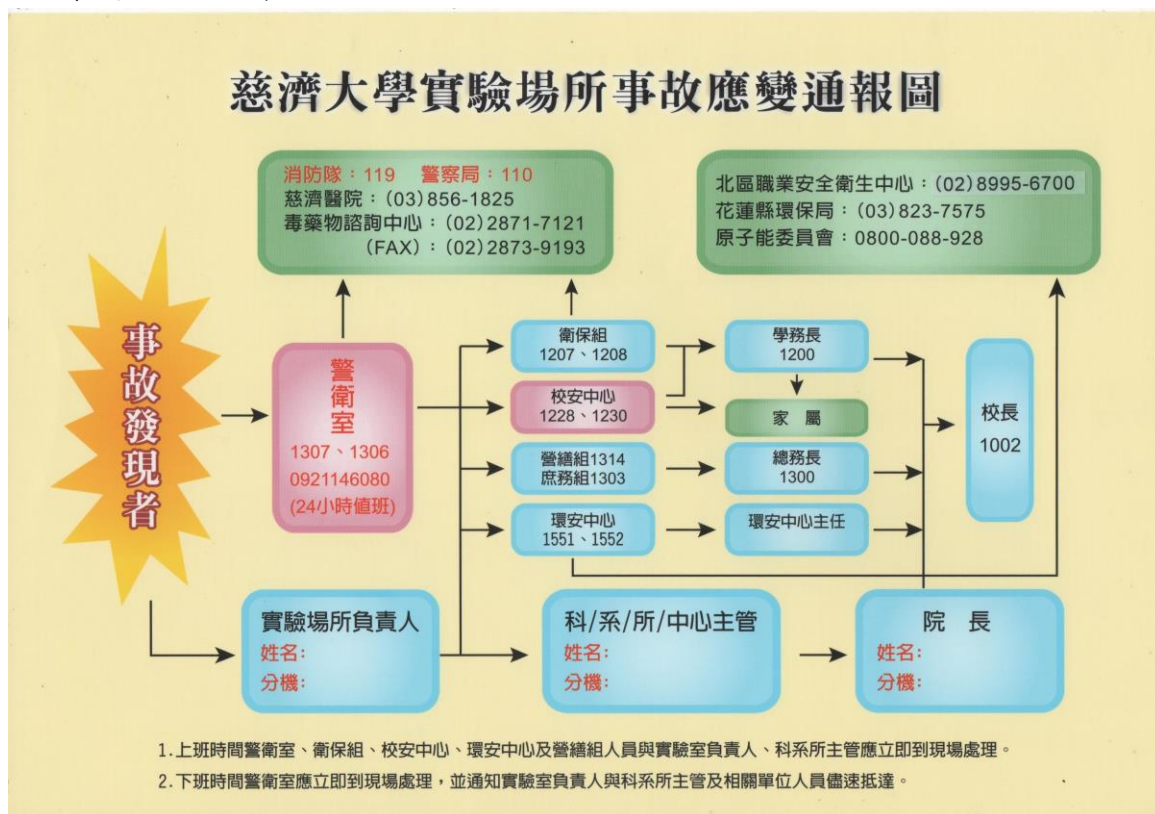 慈濟大學實驗場所事故應變通報圖
消防隊：119 警察局：110
慈濟醫院：(03)856-1825
毒藥物諮詢中心：(02)2871-7121
(FAX)：(02)2873-9193
北區職業安全衛生中心：(02)8995-6700
花蓮縣環保局：(03)823-7575
原子能委員會：0800-088-928
事故發現者
警衛室
1307、1306
0921146080
(24小時值班)
衛保組
1207、1208
學務長
1200
校安中心
1228、1230
家 屬
營繕組1314
庶務組1303
總務長
1300
環安中心
1551、1552
環安中心主任
校長
1002
實驗場所負責人
姓名：
分機：
科/系/所/中心主管
姓名：
分機：
院 長
姓名：
分機：
1.上班時間警衛室、衛保組、校安中心、環安中心及營繕組人員與實驗室負責人、科系所主管應立即到現場處理。
2.下班時間警衛室應立即到現場處理，並通知實驗室負責人與科系所主管及相關單位人員儘速抵達。